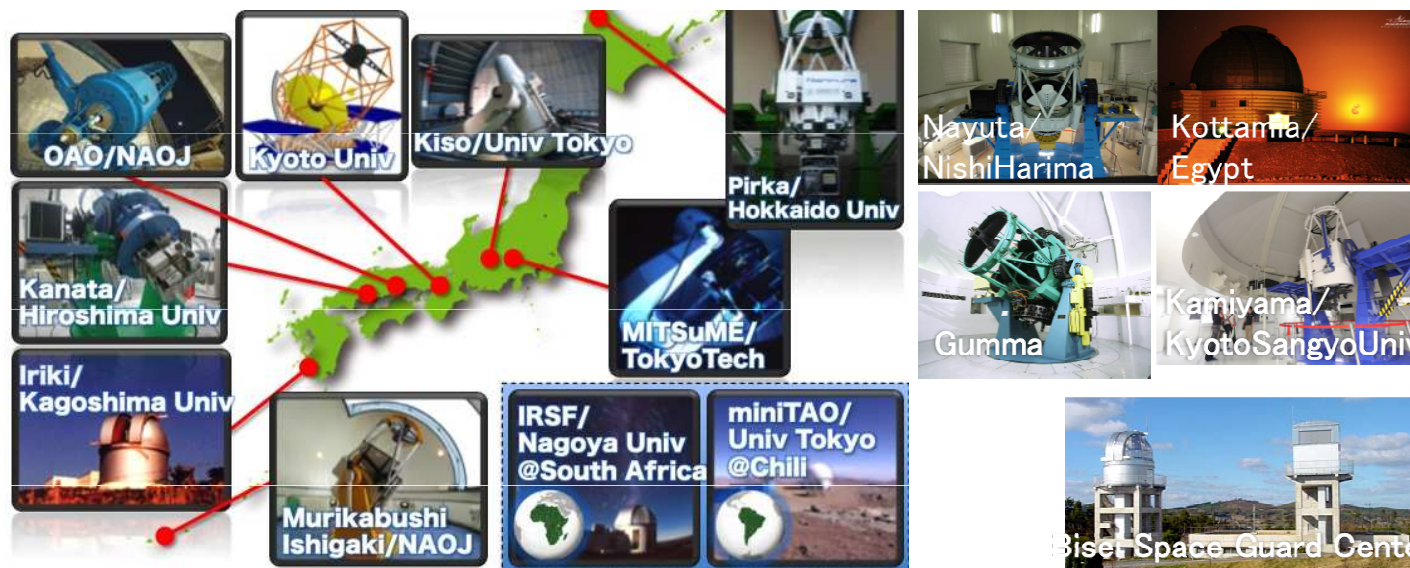 OAO/NAOJ
Kyoto Univ
Kiso/Univ Tokyo
Pirka/
Hokkaido Univ
Kanata/
Hiroshima Univ
MITSuME/
TokyoTech
Iriki/
Kagoshima Univ
Murikabushi
Ishigaki/NAOJ
IRSF/
Nagoya Univ
@South Africa
miniTAO/
Univ Tokyo
@Chili
Nayuta/
NishiHarima
Kottamia/
Egypt
Gumma
Kamiyama/
KyotoSangyoUniv
Bisei Space Guard Cente